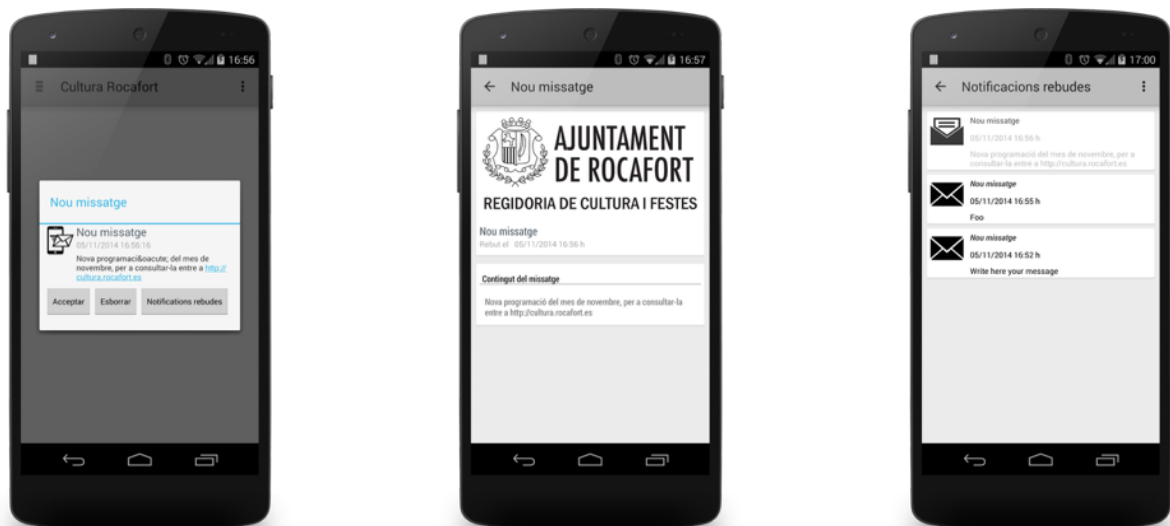 16:56
Cultura Rocafort
Nou missatge
Nou missatge
05/11/2014 16:56:16
Nova programaci&oacute; del mes de
novembre, per a consultar-la entre a http://
cultura.rocafort.es
Acceptar
Esborrar
Notifications rebudes
16:57
Nou missatge
AJUNTAMENT
DE ROCAFORT
REGIDORIA DE CULTURA I FESTES
Nou missatge
Rebut el 05/11/2014 16:56 h
Contingut del missatge
Nova programació del mes de novembre, per a consultar-la
entre a http://cultura.rocafort.es
17:00
Notificacions rebudes
Nou missatge
05/11/2014 16:56 h
Nova programació del mes de novembre, per a
consultar-la entre a http://cultura.rocafort.es
Nou missatge
05/11/2014 16:55 h
Foo
Nou missatge
05/11/2014 16:52 h
Write here your message